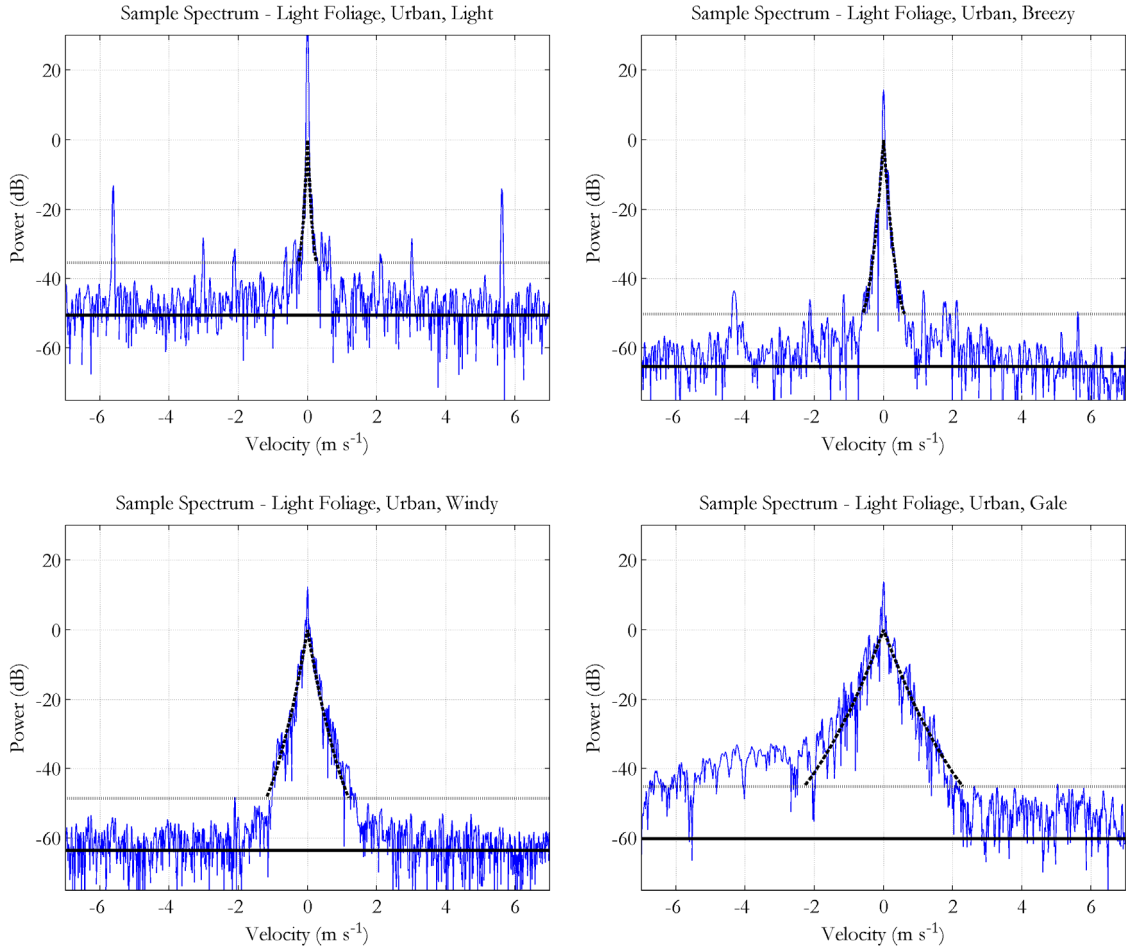 Sample Spectrum - Light Foliage, Urban, Light
20
0
-20
-40
-60
Power (dB)
-6 -4 -2 0 2 4 6
Velocity (m s-1)
Sample Spectrum - Light Foliage, Urban, Breezy
20
0
-20
-40
-60
Power (dB)
-6 -4 -2 0 2 4 6
Velocity (m s-1)
Sample Spectrum - Light Foliage, Urban, Windy
20
0
-20
-40
-60
Power (dB)
-6 -4 -2 0 2 4 6
Velocity (m s-1)
Sample Spectrum - Light Foliage, Urban, Gale
20
0
-20
-40
-60
Power (dB)
-6 -4 -2 0 2 4 6
Velocity (m s-1)